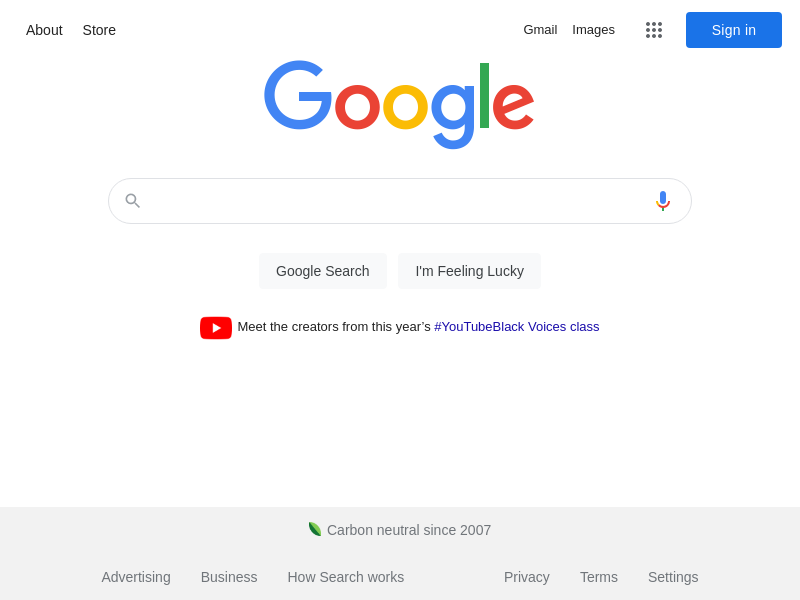 About Store Gmail Images Sign in
Google
Google Search I'm Feeling Lucky
Meet the creators from this year’s #YouTubeBlack Voices class
Carbon neutral since 2007
Advertising Business How Search works Privacy Terms Settings